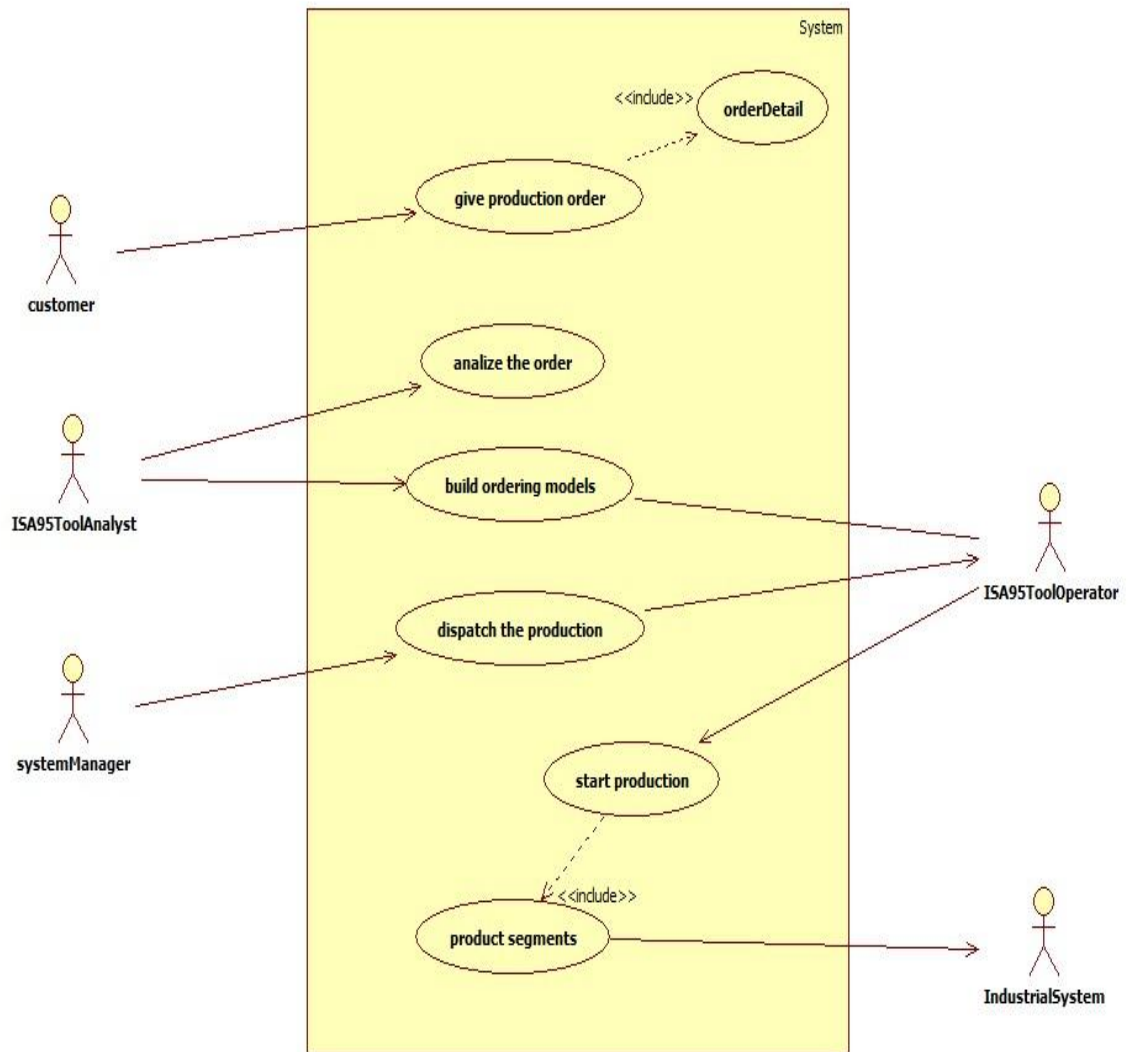 System
<<include>>
orderDetail
give production order
customer
analize the order
ISA95ToolAnalyst
build ordering models
ISA95ToolOperator
dispatch the production
systemManager
start production
<<include>>
product segments
IndustrialSystem